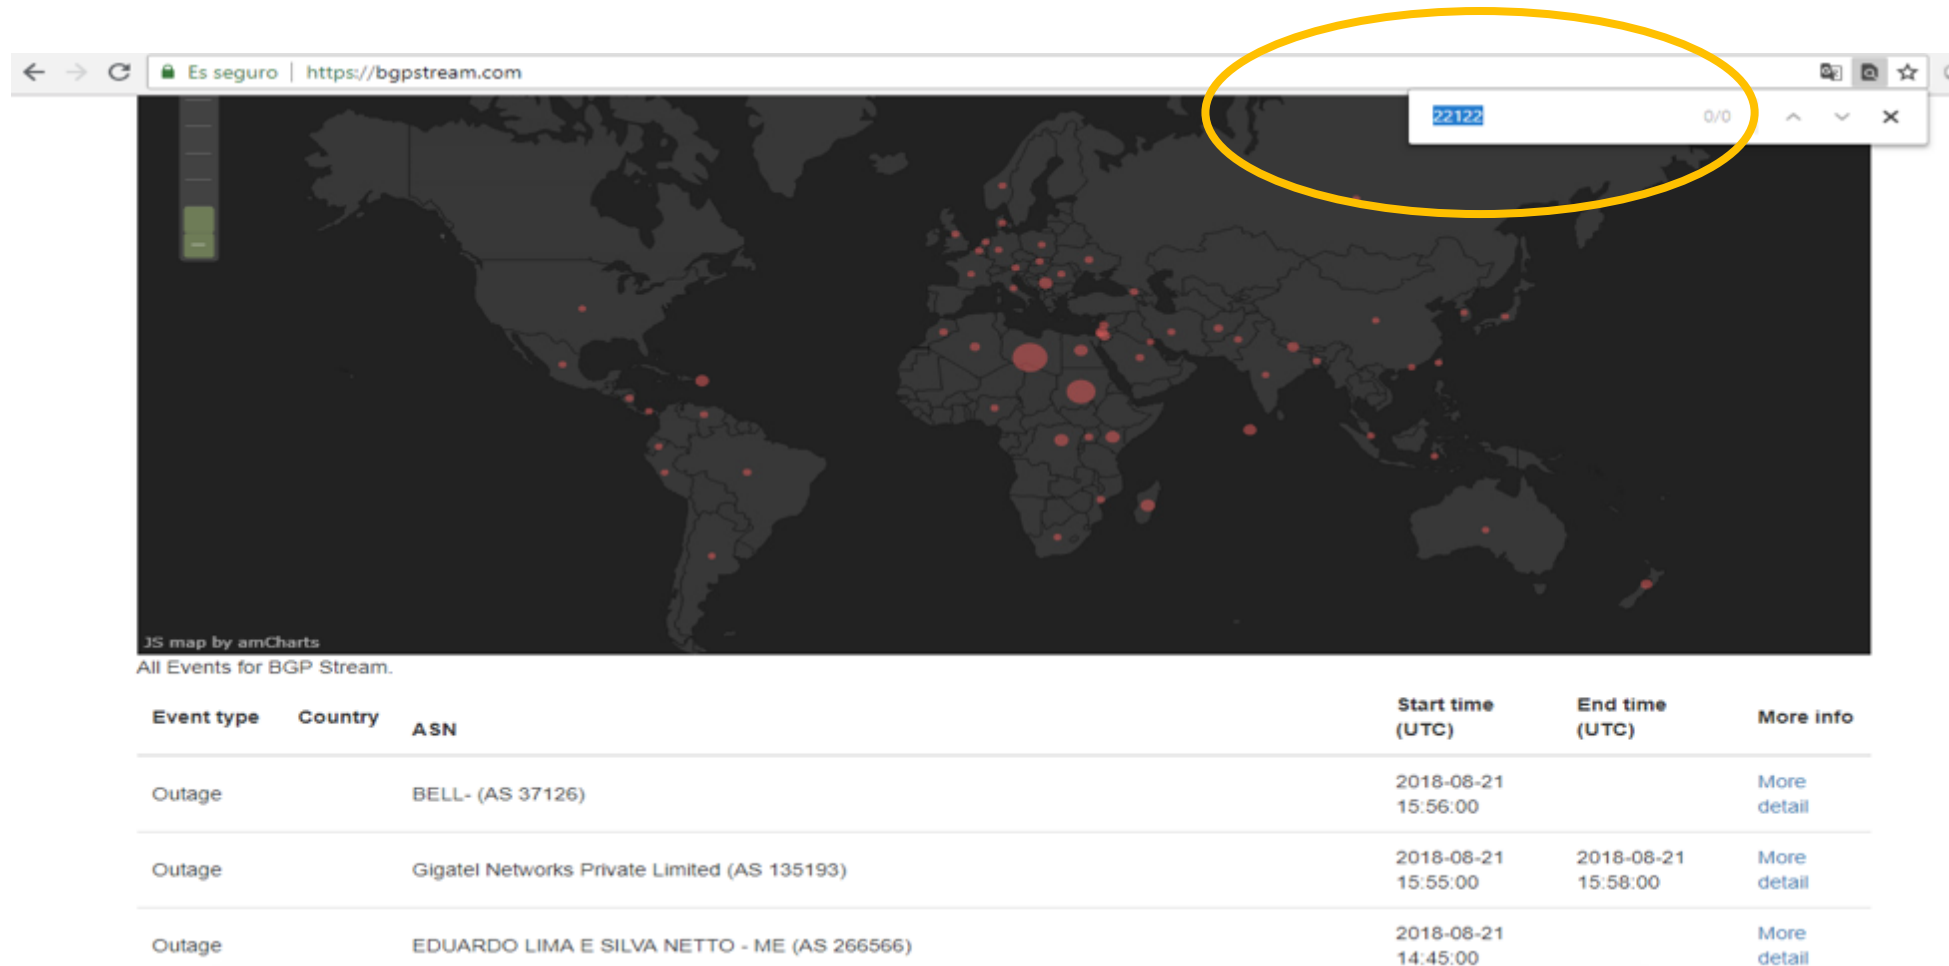 Es seguro | https://bgpstream.com
22122 0/0
JS map by amCharts
All Events for BGP Stream.
Event type Country ASN Start time (UTC) End time (UTC) More info
Outage BELL- (AS 37126) 2018-08-21 15:56:00 More detail
Outage Gigatel Networks Private Limited (AS 135193) 2018-08-21 15:55:00 2018-08-21 15:58:00 More detail
Outage EDUARDO LIMA E SILVA NETTO - ME (AS 266566) 2018-08-21 14:45:00 More detail